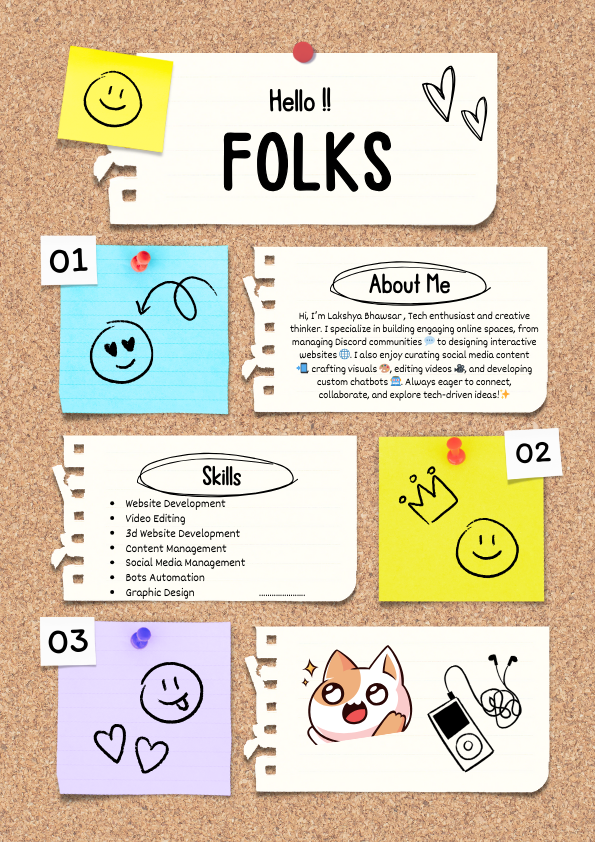 Hello !!
FOLKS
01
About Me
Hi, I'm Lakshya Bhawsar , Tech enthusiast and creative
thinker. I specialize in building engaging online spaces, from
managing Discord communities 💬 to designing interactive
websites 🌐. I also enjoy curating social media content
📲, crafting visuals 🎨, editing videos 🎥, and developing
custom chatbots 🤖. Always eager to connect,
collaborate, and explore tech-driven ideas!✨
Skills
• Website Development
• Video Editing
• 3d Website Development
• Content Management
• Social Media Management
• Bots Automation
• Graphic Design ......................
02
03